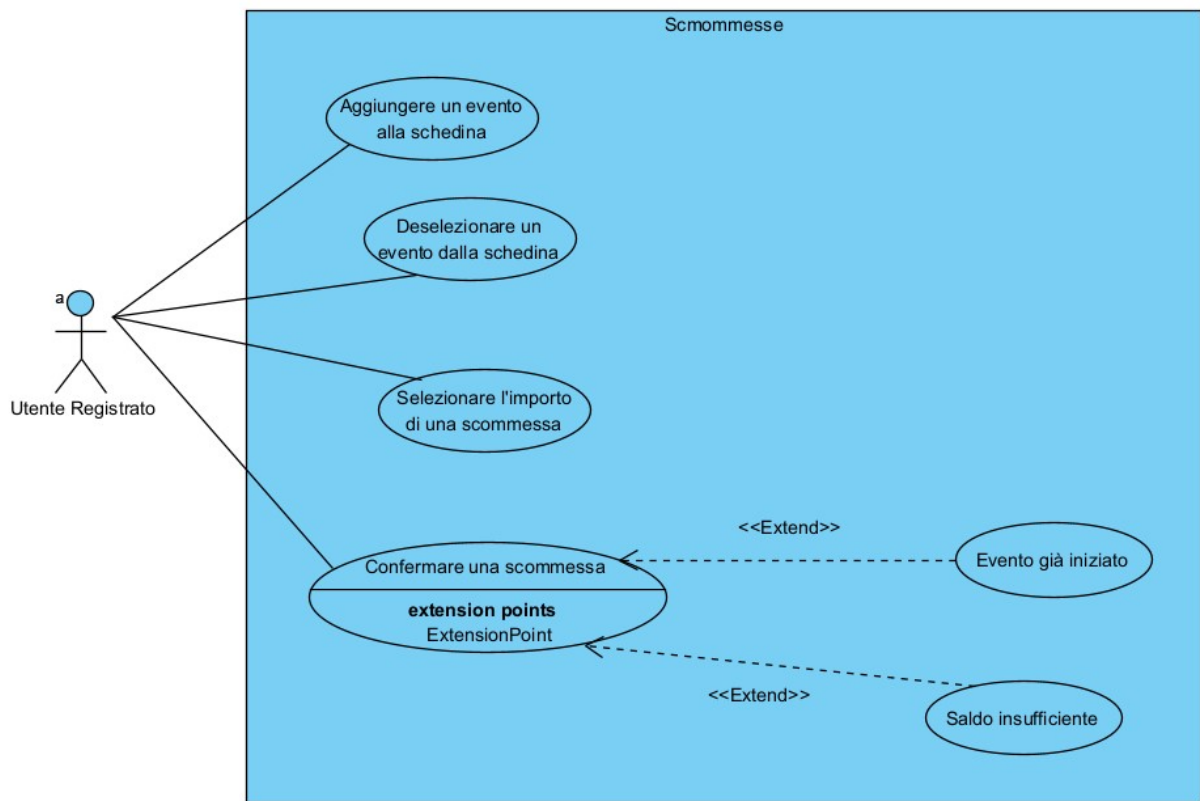 Scmommesse
Aggiungere un evento
alla schedina
Deselezionare un
evento dalla schedina
a
Utente Registrato
Selezionare l'importo
di una scommessa
<<Extend>>
Confermare una scommessa
Evento già iniziato
extension points
ExtensionPoint
<<Extend>>
Saldo insufficiente